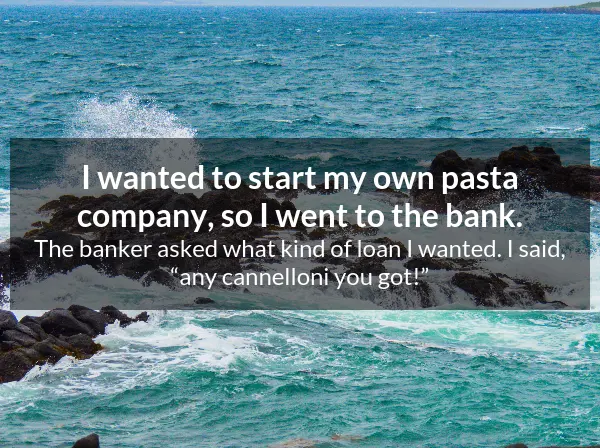 I wanted to start my own pasta
company, so I went to the bank.
The banker asked what kind of loan I wanted. I said,
“any cannelloni you got!”